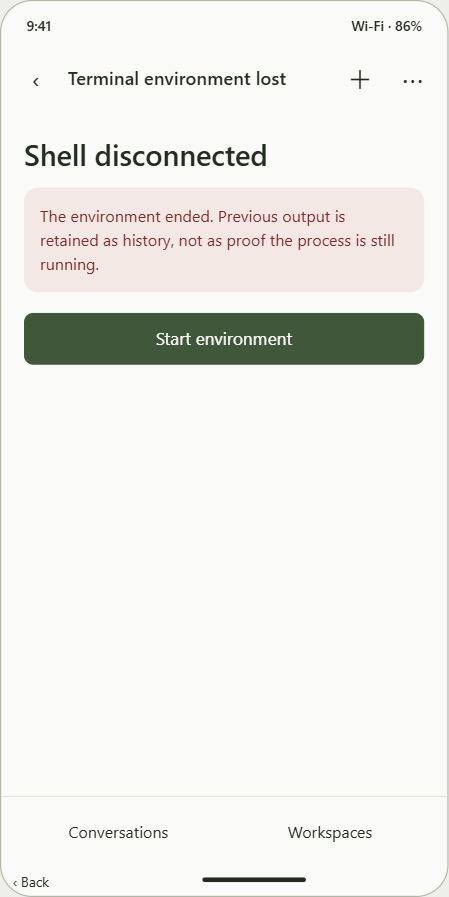 9:41
Wi-Fi · 86%
‹ Terminal environment lost + ...
Shell disconnected
The environment ended. Previous output is
retained as history, not as proof the process is still
running.
Start environment
Conversations
Workspaces
‹ Back